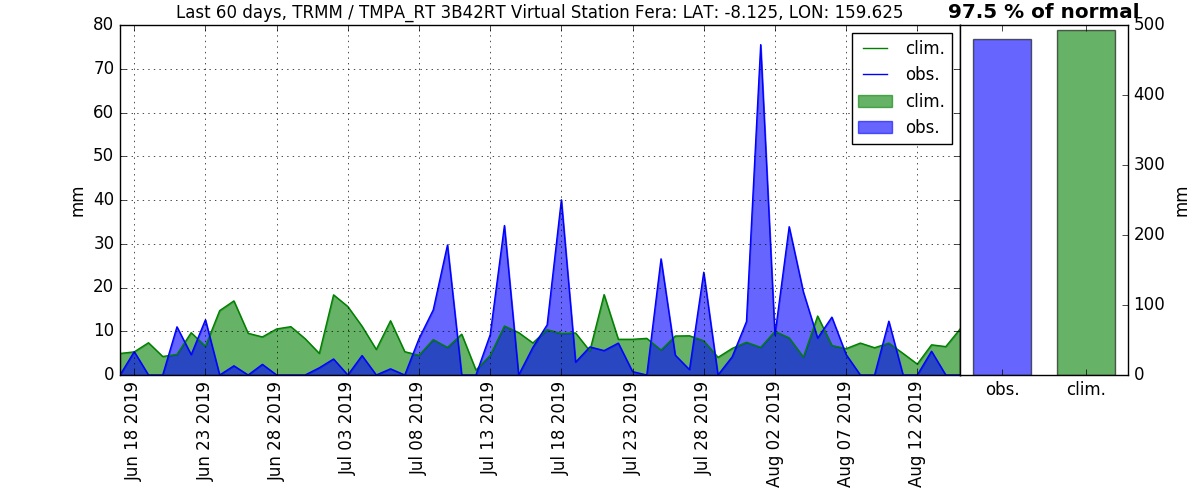 Last 60 days, TRMM / TMPA_RT 3B42RT Virtual Station Fera: LAT: -8.125, LON: 159.625
97.5 % of normal
80
70
60
50
40
30
20
10
0
mm
clim.
obs.
clim.
obs.
500
400
300
200
100
0
mm
obs.
clim.
Jun 18 2019
Jun 23 2019
Jun 28 2019
Jul 03 2019
Jul 08 2019
Jul 13 2019
Jul 18 2019
Jul 23 2019
Jul 28 2019
Aug 02 2019
Aug 07 2019
Aug 12 2019